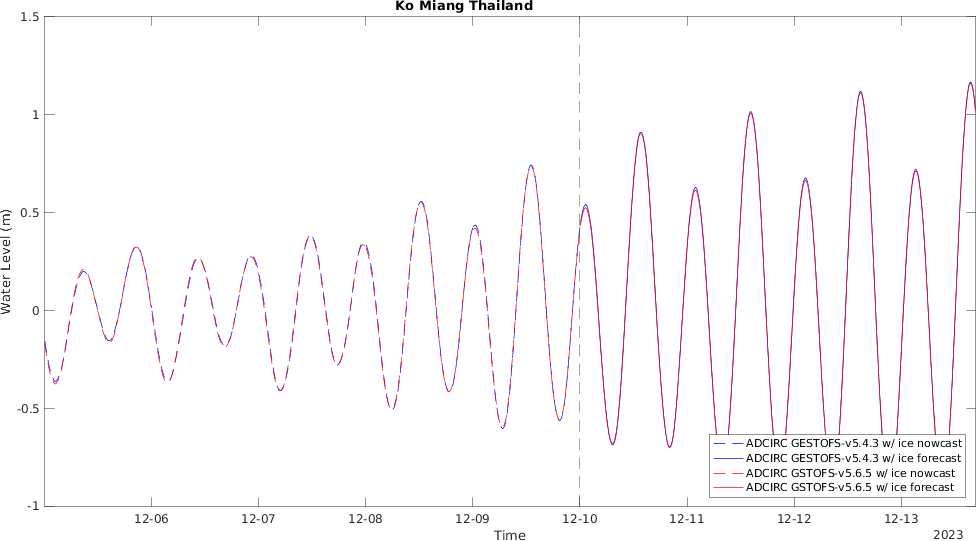 Ko Miang Thailand
1.5
1
0.5
0
-0.5
-1
Water Level (m)
12-06 12-07 12-08 12-09 12-10 12-11 12-12 12-13
Time
2023
ADCIRC GESTOFS-v5.4.3 w/ ice nowcast
ADCIRC GESTOFS-v5.4.3 w/ ice forecast
ADCIRC GSTOFS-v5.6.5 w/ ice nowcast
ADCIRC GSTOFS-v5.6.5 w/ ice forecast